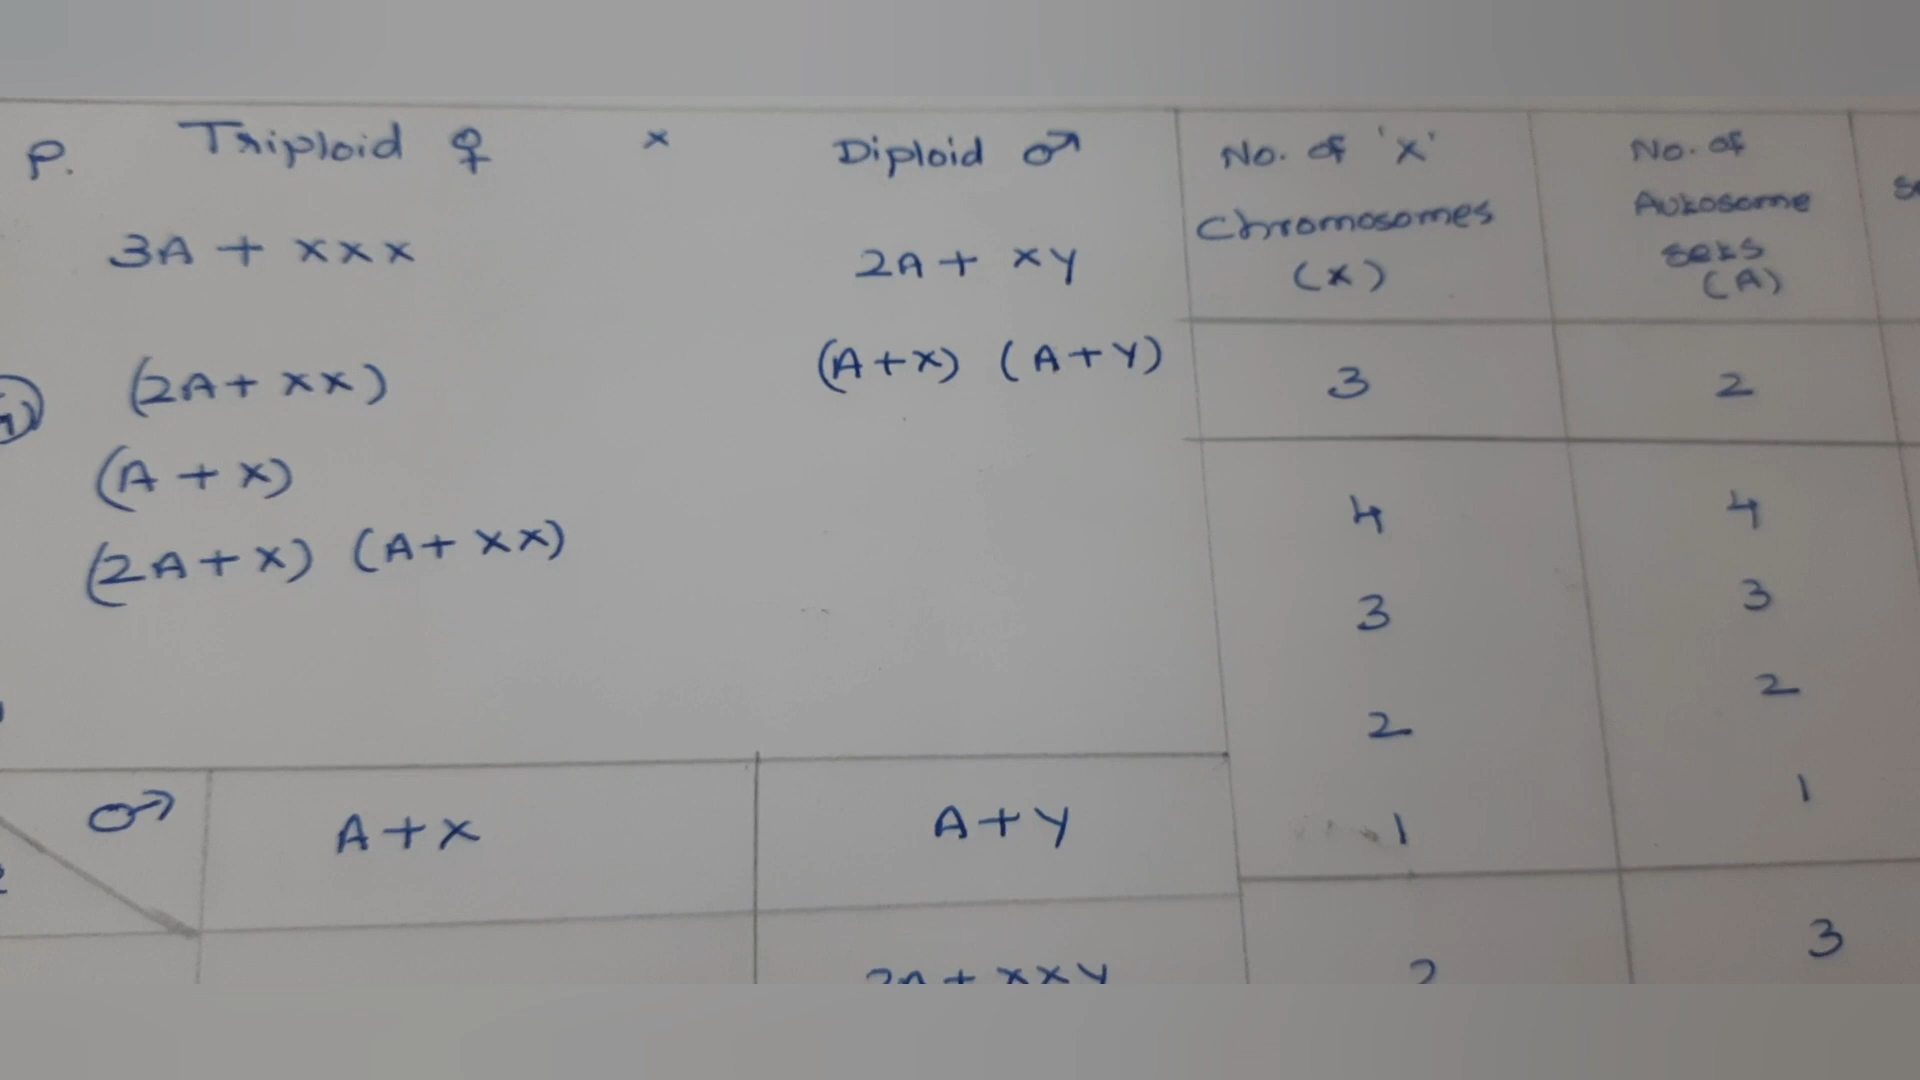 P. Triploid ♀ × Diploid ♂
3A + XXX 2A + XY
(2A + XX) (A+X) (A+Y)
(A + X)
(2A + X) (A + XX)
♂ A+X A+Y
No. of 'X' Chromosomes (X)
No. of Autosome sets (A)
3 2
4 4
3 3
2 2
1 1
3